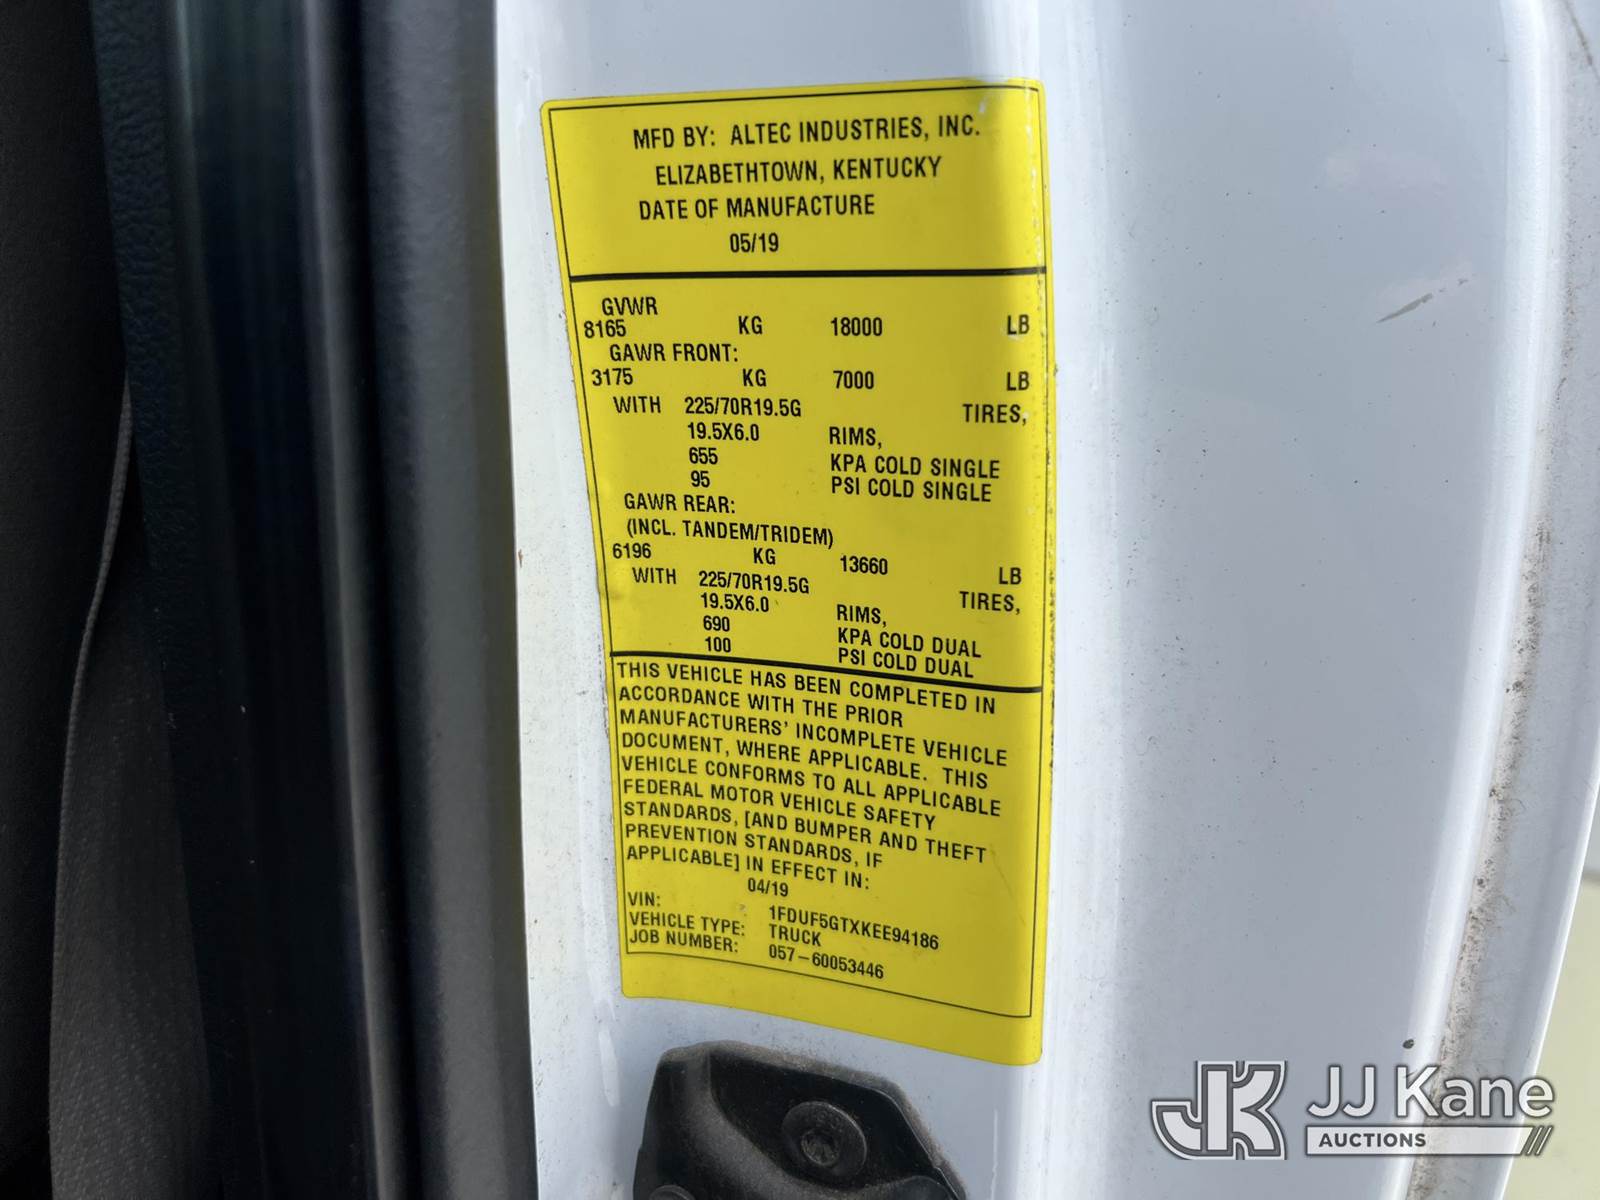 MFD BY: ALTEC INDUSTRIES, INC.
ELIZABETHTOWN, KENTUCKY
DATE OF MANUFACTURE
05/19
GVWR
8165 KG 18000 LB
GAWR FRONT:
3175 KG 7000 LB
WITH 225/70R19.5G TIRES,
19.5X6.0 RIMS,
655 KPA COLD SINGLE
95 PSI COLD SINGLE
GAWR REAR:
(INCL. TANDEM/TRIDEM)
6196 KG 13660 LB
WITH 225/70R19.5G TIRES,
19.5X6.0 RIMS,
690 KPA COLD DUAL
100 PSI COLD DUAL
THIS VEHICLE HAS BEEN COMPLETED IN
ACCORDANCE WITH THE PRIOR
MANUFACTURERS' INCOMPLETE VEHICLE
DOCUMENT, WHERE APPLICABLE. THIS
VEHICLE CONFORMS TO ALL APPLICABLE
FEDERAL MOTOR VEHICLE SAFETY
STANDARDS, [AND BUMPER AND THEFT
PREVENTION STANDARDS, IF
APPLICABLE] IN EFFECT IN:
04/19
VIN: 1FDUF5GTXKEE94186
VEHICLE TYPE: TRUCK
JOB NUMBER: 057-60053446
JK JJ Kane
AUCTIONS